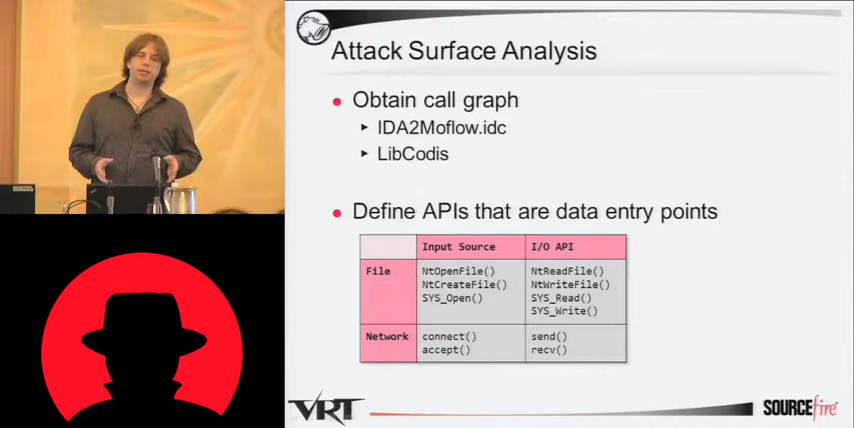 Attack Surface Analysis
Obtain call graph
IDA2Moflow.idc
LibCodis
Define APIs that are data entry points
Input Source I/O API
File NtOpenFile() NtReadFile()
NtCreateFile() NtWriteFile()
SYS_Open() SYS_Read()
SYS_Write()
Network connect() send()
accept() recv()
VRT SOURCEfire